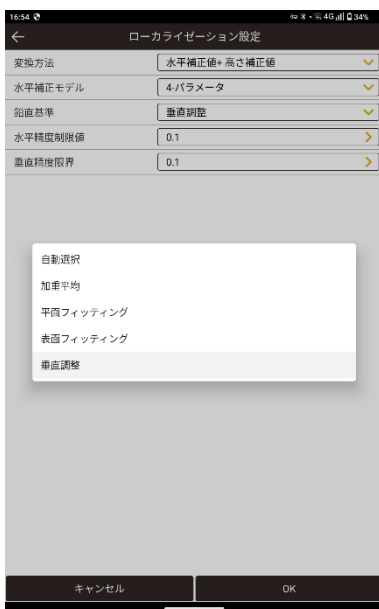 16:54 4G 34%
ローカライゼーション設定
変換方法 水平補正値+ 高さ補正値
水平補正モデル 4-パラメータ
鉛直基準 垂直調整
水平精度制限値 0.1
垂直精度限界 0.1
自動選択
加重平均
平面フィッティング
表面フィッティング
垂直調整
キャンセル OK